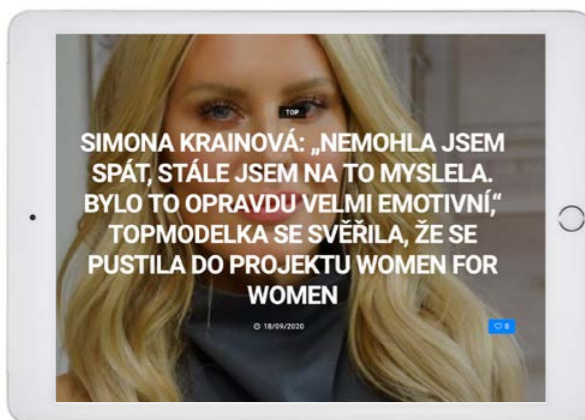 TOP
SIMONA KRAINOVÁ: „NEMOHLA JSEM
SPÁT, STÁLE JSEM NA TO MYSLELA.
BYLO TO OPRAVDU VELMI EMOTIVNÍ,“
TOPMODELKA SE SVĚŘILA, ŽE SE
PUSTILA DO PROJEKTU WOMEN FOR
WOMEN
18/09/2020
0